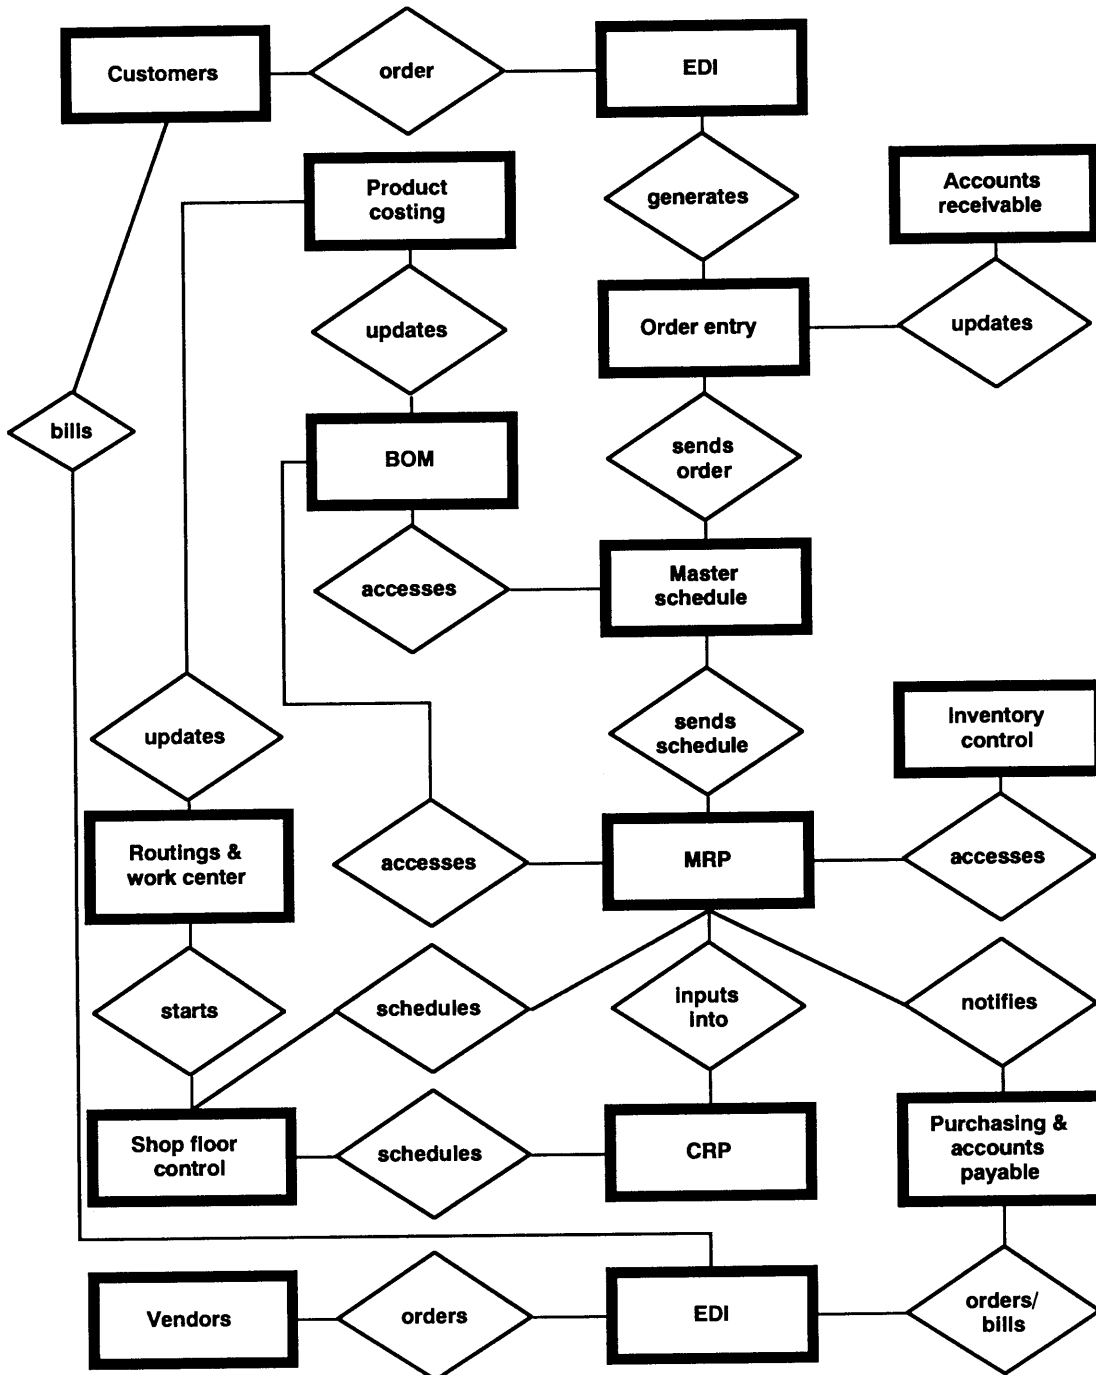 Customers
order
EDI
Product
costing
generates
Accounts
receivable
updates
Order entry
updates
bills
BOM
sends
order
accesses
Master
schedule
updates
sends
schedule
Inventory
control
Routings &
work center
accesses
MRP
accesses
starts
schedules
inputs
into
notifies
Shop floor
control
schedules
CRP
Purchasing &
accounts
payable
Vendors
orders
EDI
orders/
bills